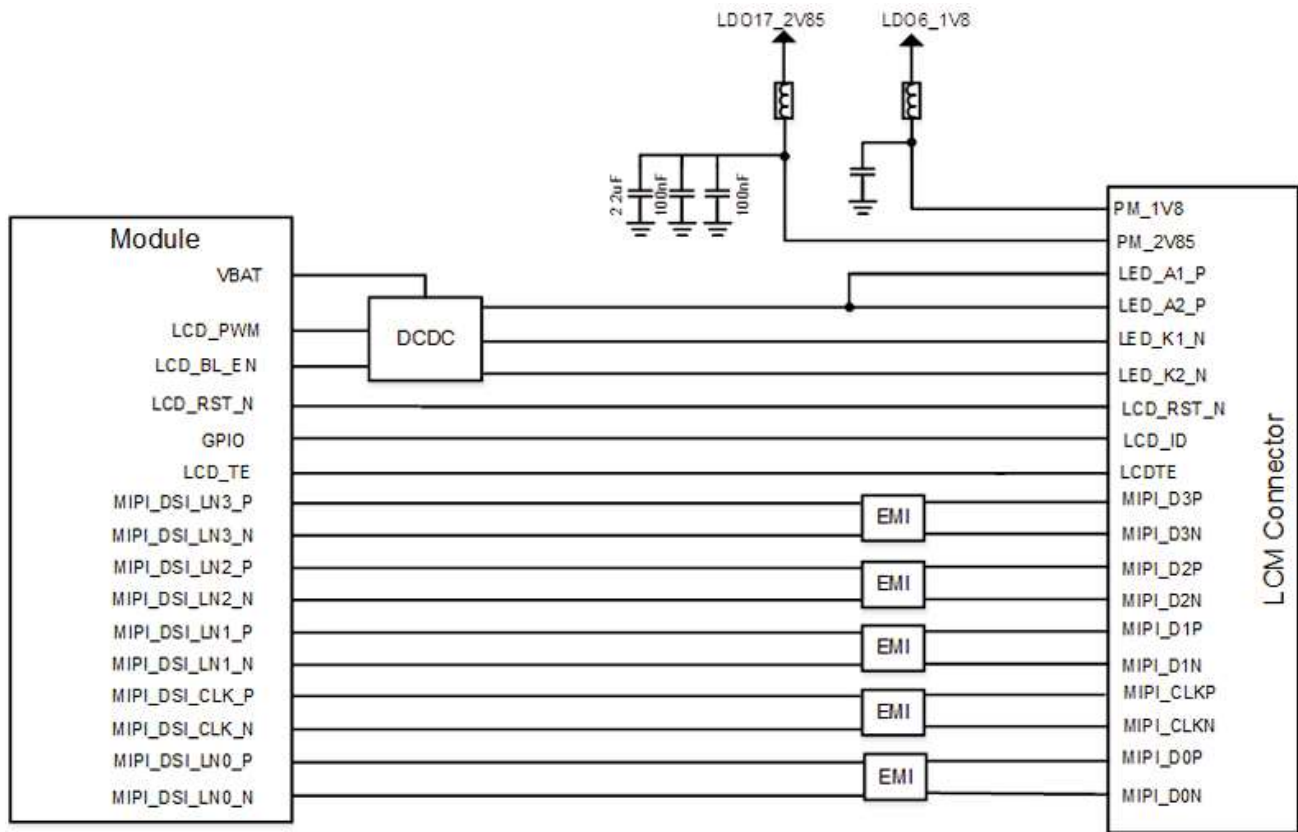 LDO17_2V85
LDO6_1V8
2.2uF
100nF
100nF
Module
VBAT
LCD_PWM
LCD_BL_EN
LCD_RST_N
GPIO
LCD_TE
MIPI_DSI_LN3_P
MIPI_DSI_LN3_N
MIPI_DSI_LN2_P
MIPI_DSI_LN2_N
MIPI_DSI_LN1_P
MIPI_DSI_LN1_N
MIPI_DSI_CLK_P
MIPI_DSI_CLK_N
MIPI_DSI_LN0_P
MIPI_DSI_LN0_N
DCDC
EMI
EMI
EMI
EMI
EMI
PM_1V8
PM_2V85
LED_A1_P
LED_A2_P
LED_K1_N
LED_K2_N
LCD_RST_N
LCD_ID
LCDTE
MIPI_D3P
MIPI_D3N
MIPI_D2P
MIPI_D2N
MIPI_D1P
MIPI_D1N
MIPI_CLKP
MIPI_CLKN
MIPI_D0P
MIPI_D0N
LCM Connector